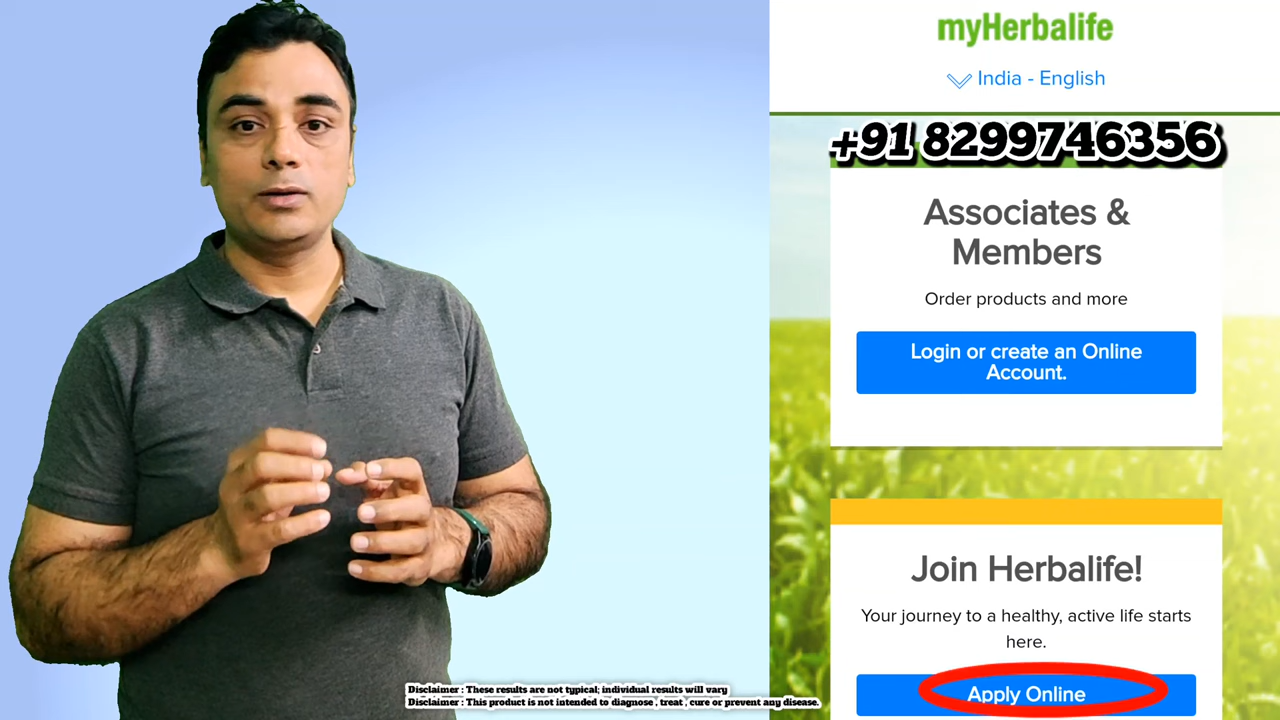 myHerbalife
India - English
+91 8299746356
Associates &
Members
Order products and more
Login or create an Online
Account.
Join Herbalife!
Your journey to a healthy, active life starts
here.
Apply Online
Disclaimer : These results are not typical; individual results will vary
Disclaimer : This product is not intended to diagnose , treat , cure or prevent any disease.